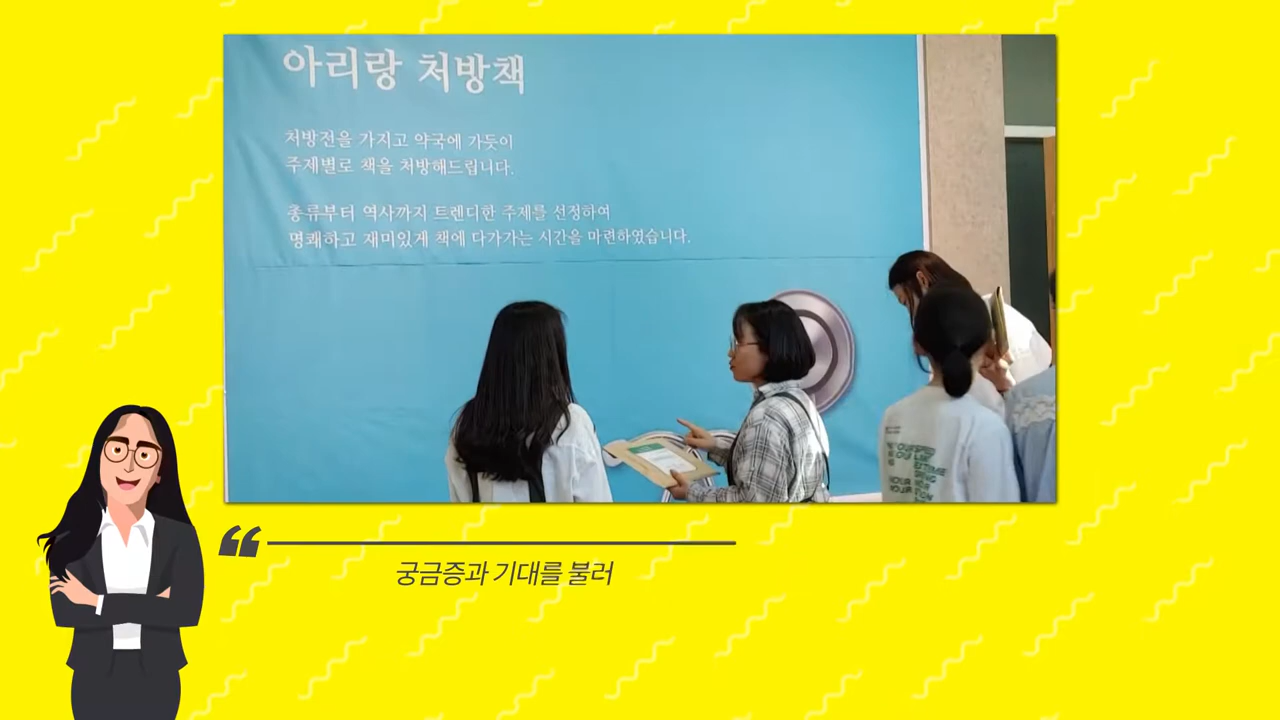 아리랑 처방책
처방전을 가지고 약국에 가듯이
주제별로 책을 처방해드립니다.
총류부터 역사까지 트렌디한 주제를 선정하여
명쾌하고 재미있게 책에 다가가는 시간을 마련하였습니다.
궁금증과 기대를 불러